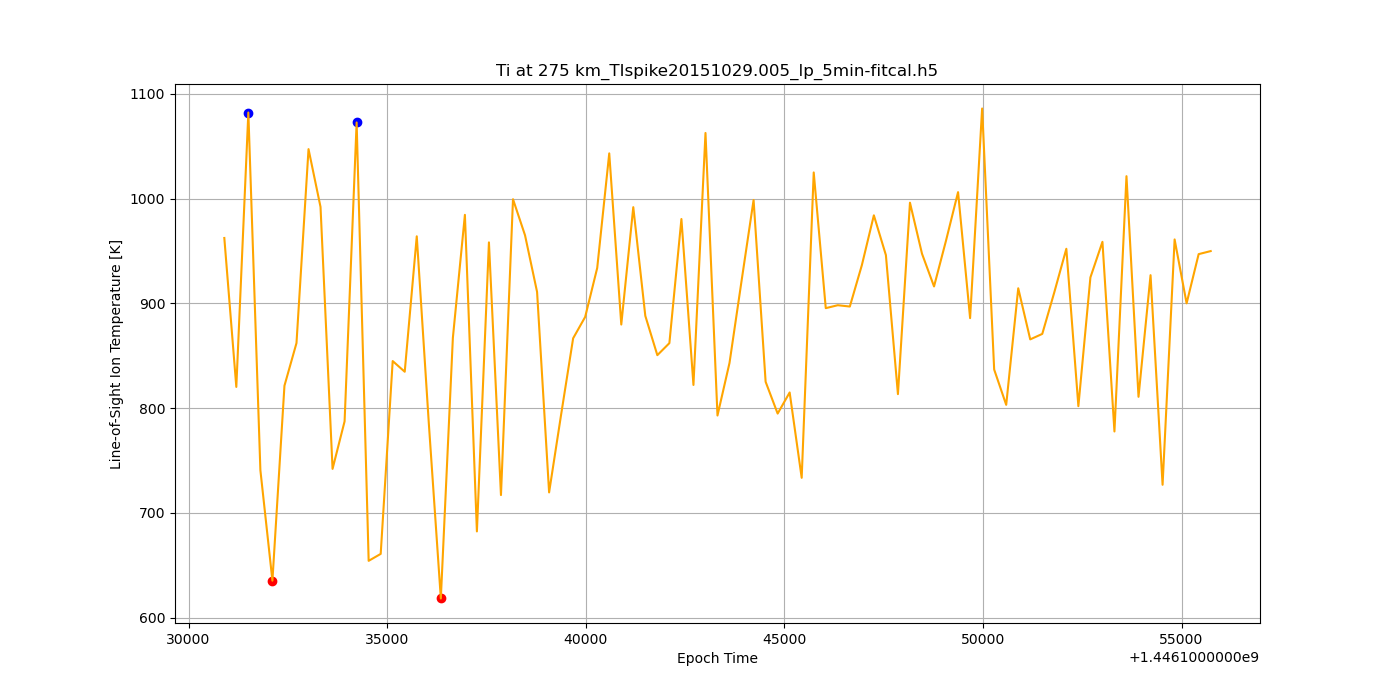 Ti at 275 km_TIspike20151029.005_lp_5min-fitcal.h5
Line-of-Sight Ion Temperature [K]
1100
1000
900
800
700
600
30000 35000 40000 45000 50000 55000
Epoch Time
+1.4461000000e9